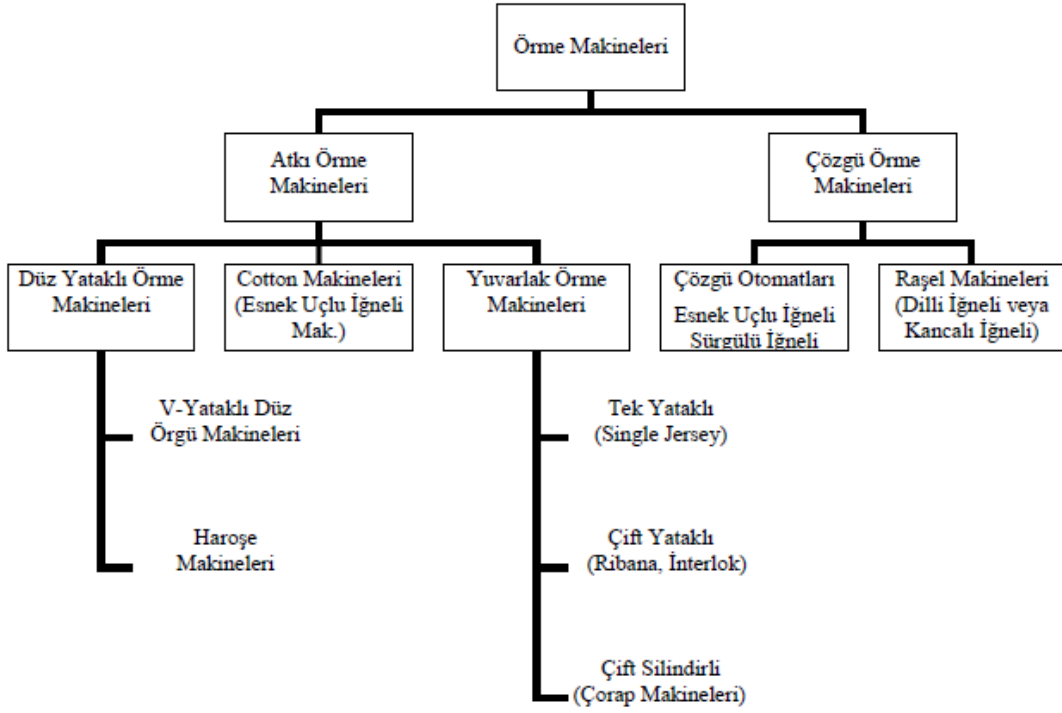 Örme Makineleri
Atkı Örme
Makineleri
Çözgü Örme
Makineleri
Düz Yataklı Örme
Makineleri
Cotton Makineleri
(Esnek Uçlu İğneli
Mak.)
Yuvarlak Örme
Makineleri
Çözgü Otomatları
Esnek Uçlu İğneli
Sürgülü İğneli
Raşel Makineleri
(Dilli İğneli veya
Kancalı İğneli)
V-Yataklı Düz
Örgü Makineleri
Haroşe
Makineleri
Tek Yataklı
(Single Jersey)
Çift Yataklı
(Ribana, İnterlok)
Çift Silindirli
(Çorap Makineleri)